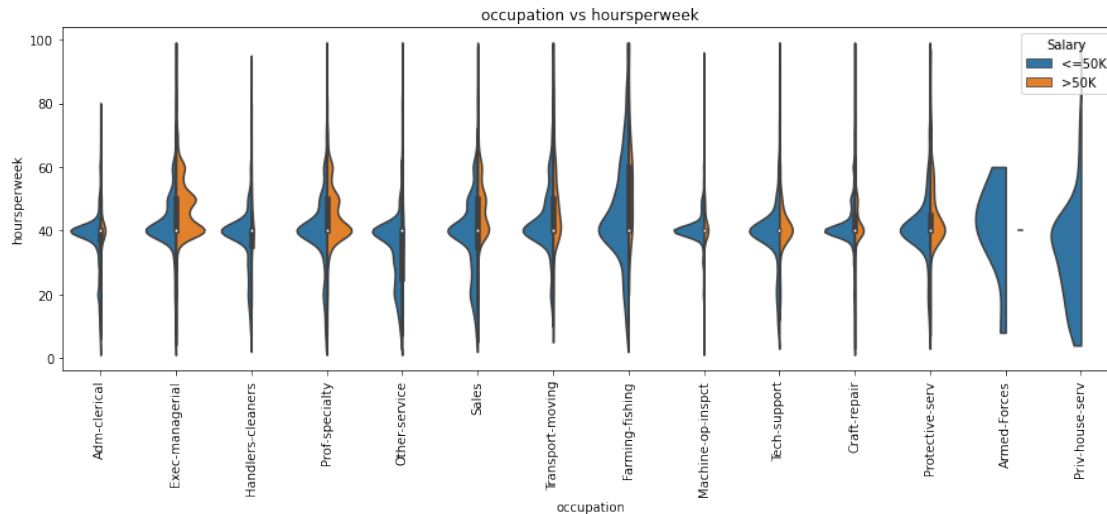 occupation vs hoursperweek
Salary
<=50K
>50K
hoursperweek
100
80
60
40
20
0
Adm-clerical
Exec-managerial
Handlers-cleaners
Prof-specialty
Other-service
Sales
Transport-moving
Farming-fishing
Machine-op-inspct
Tech-support
Craft-repair
Protective-serv
Armed-Forces
Priv-house-serv
occupation